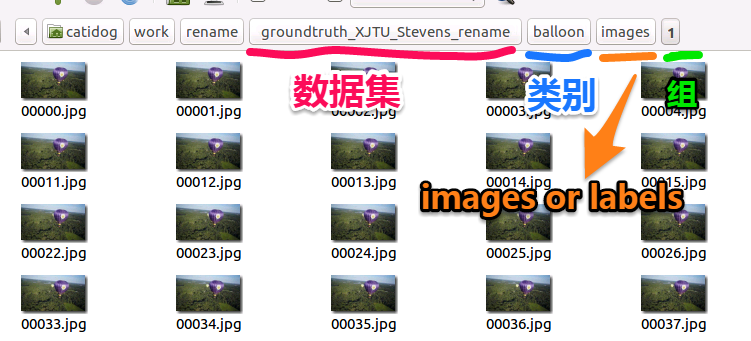 catidog work rename groundtruth_XJTU_Stevens_rename balloon images 1
数据集 类别 组
00000.jpg 00001.jpg 00002.jpg 00003.jpg 00004.jpg
images or labels
00011.jpg 00012.jpg 00013.jpg 00014.jpg 00015.jpg
00022.jpg 00023.jpg 00024.jpg 00025.jpg 00026.jpg
00033.jpg 00034.jpg 00035.jpg 00036.jpg 00037.jpg